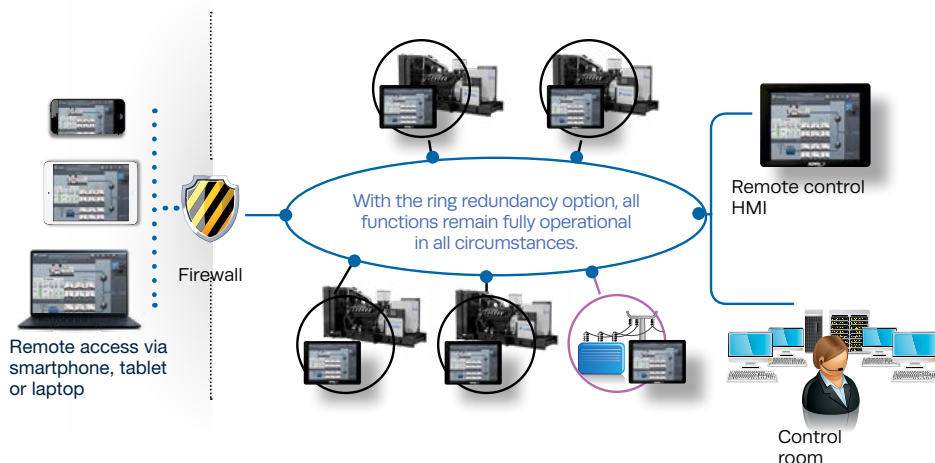 With the ring redundancy option, all
functions remain fully operational
in all circumstances.
Remote control
HMI
Firewall
Remote access via
smartphone, tablet
or laptop
Control
room